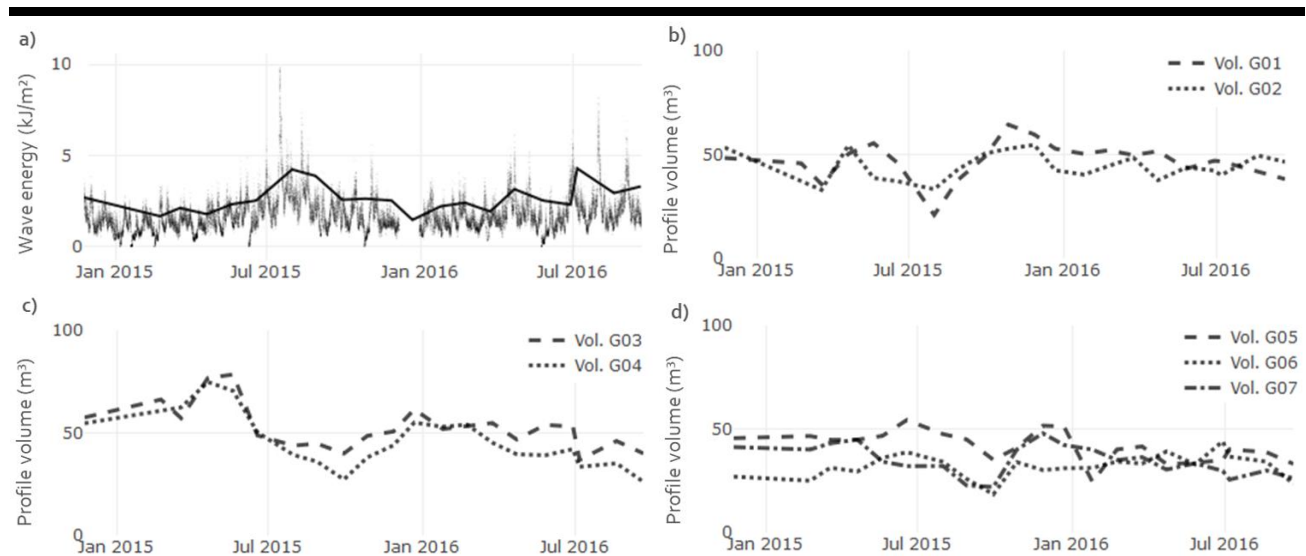 a)
Wave energy (kJ/m²)
10
5
0
Jan 2015
Jul 2015
Jan 2016
Jul 2016
b)
Profile volume (m³)
100
50
0
Jan 2015
Jul 2015
Jan 2016
Jul 2016
Vol. G01
Vol. G02
c)
Profile volume (m³)
100
50
0
Jan 2015
Jul 2015
Jan 2016
Jul 2016
Vol. G03
Vol. G04
d)
Profile volume (m³)
100
50
0
Jan 2015
Jul 2015
Jan 2016
Jul 2016
Vol. G05
Vol. G06
Vol. G07